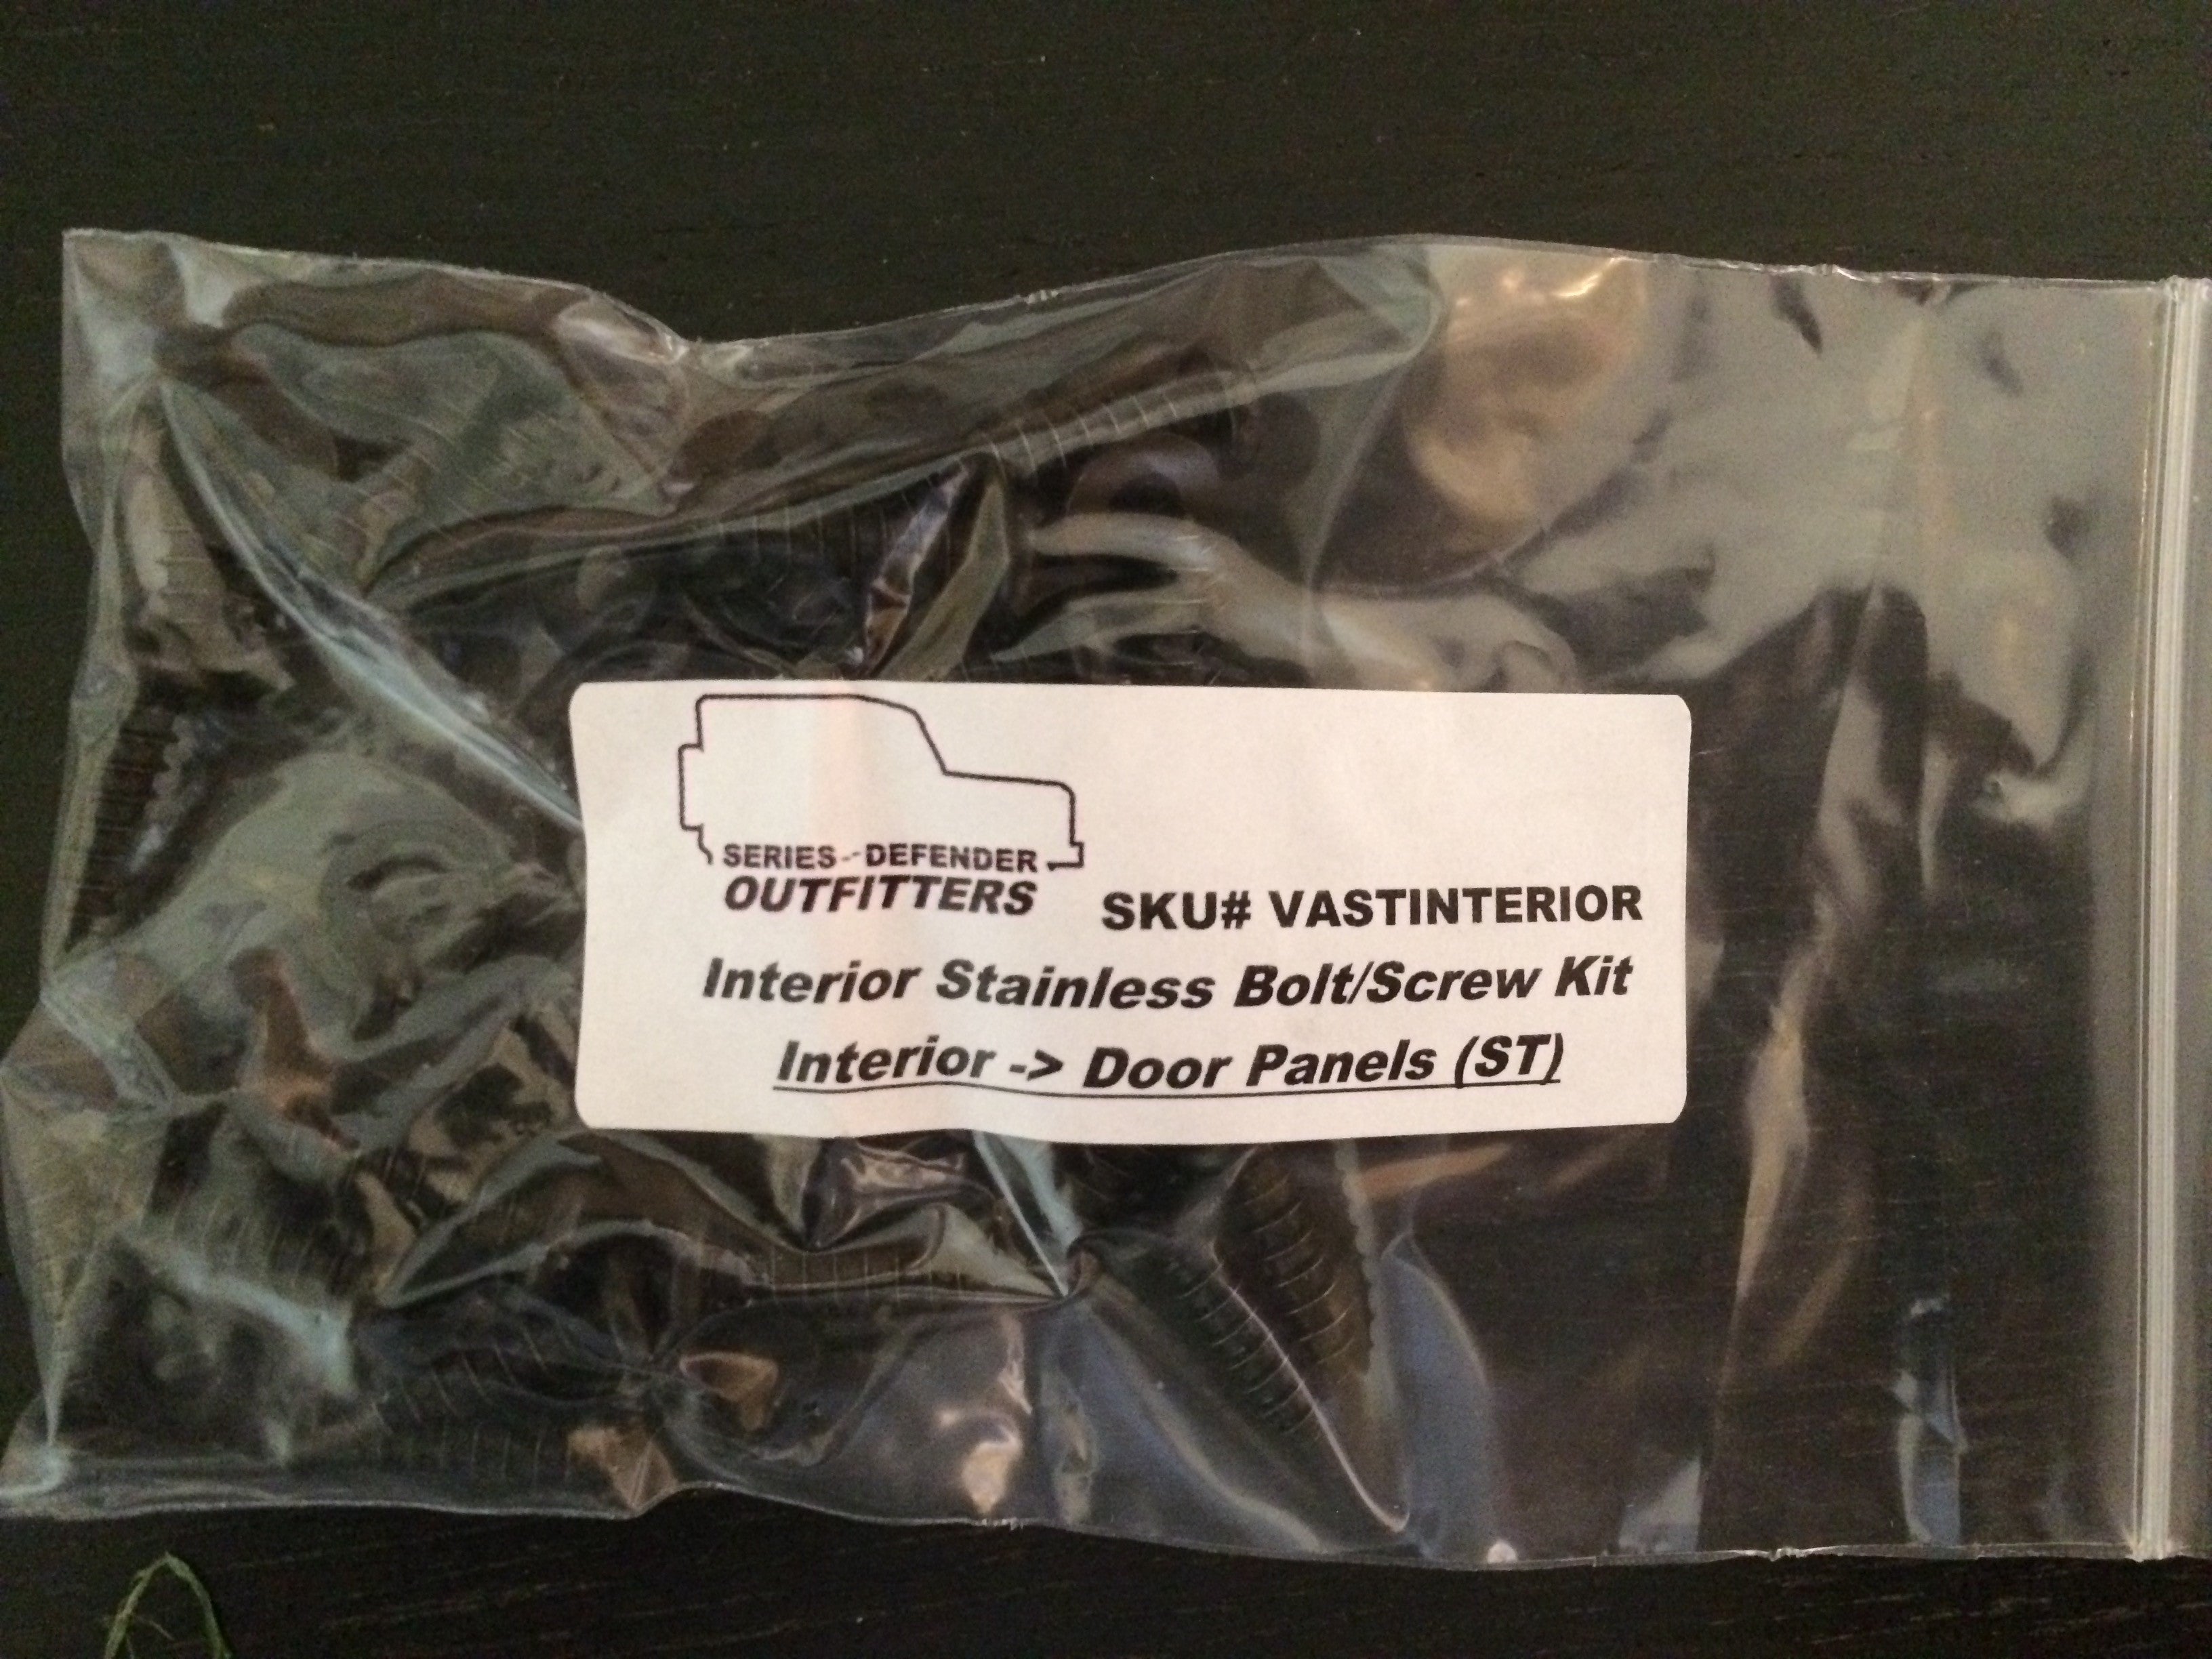 SERIES - DEFENDER
OUTFITTERS
SKU# VASTINTERIOR
Interior Stainless Bolt/Screw Kit
Interior -> Door Panels (ST)